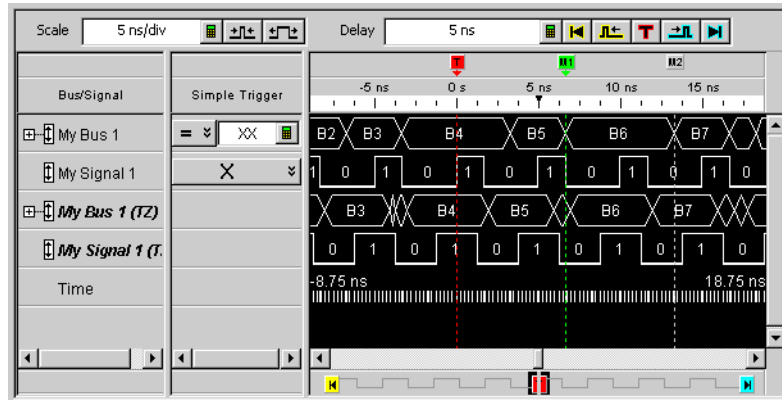 Scale 5 ns/div Delay 5 ns
T M1 M2
Bus/Signal Simple Trigger -5 ns 0 s 5 ns 10 ns 15 ns
My Bus 1 = XX B2 B3 B4 B5 B6 B7
My Signal 1 X 1 0 1 0 1 0 1 0 1 0 1 0
My Bus 1 (TZ) B3 B4 B5 B6 B7
My Signal 1 (T. 0 1 0 1 0 1 0 1 0 1 0
Time -8.75 ns 18.75 ns